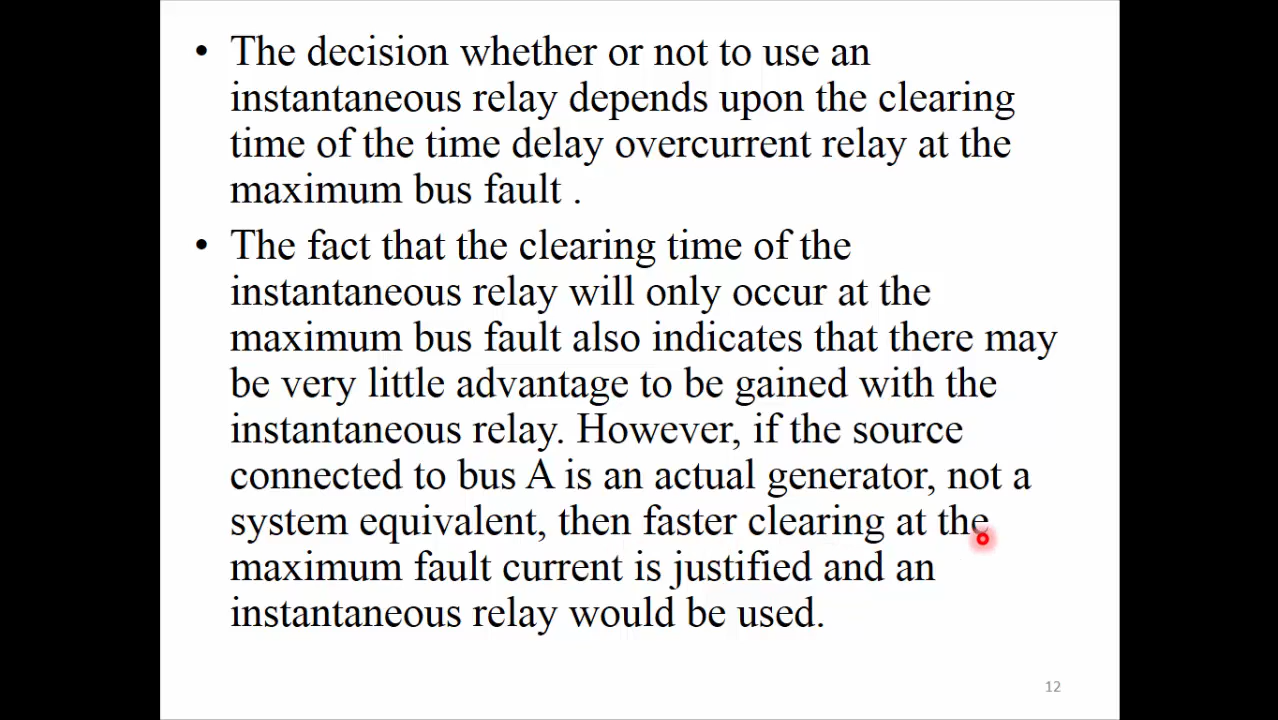 • The decision whether or not to use an
instantaneous relay depends upon the clearing
time of the time delay overcurrent relay at the
maximum bus fault .
• The fact that the clearing time of the
instantaneous relay will only occur at the
maximum bus fault also indicates that there may
be very little advantage to be gained with the
instantaneous relay. However, if the source
connected to bus A is an actual generator, not a
system equivalent, then faster clearing at the
maximum fault current is justified and an
instantaneous relay would be used.
12